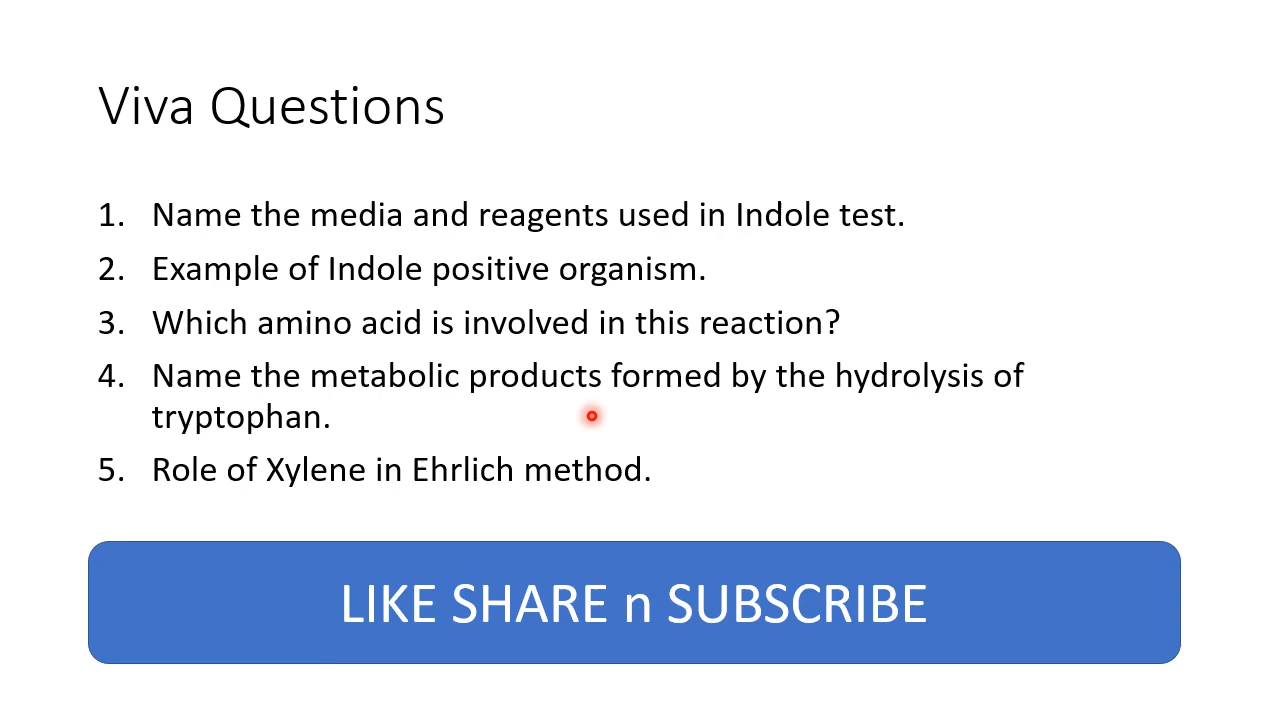 Viva Questions
1. Name the media and reagents used in Indole test.
2. Example of Indole positive organism.
3. Which amino acid is involved in this reaction?
4. Name the metabolic products formed by the hydrolysis of
tryptophan.
5. Role of Xylene in Ehrlich method.
LIKE SHARE n SUBSCRIBE